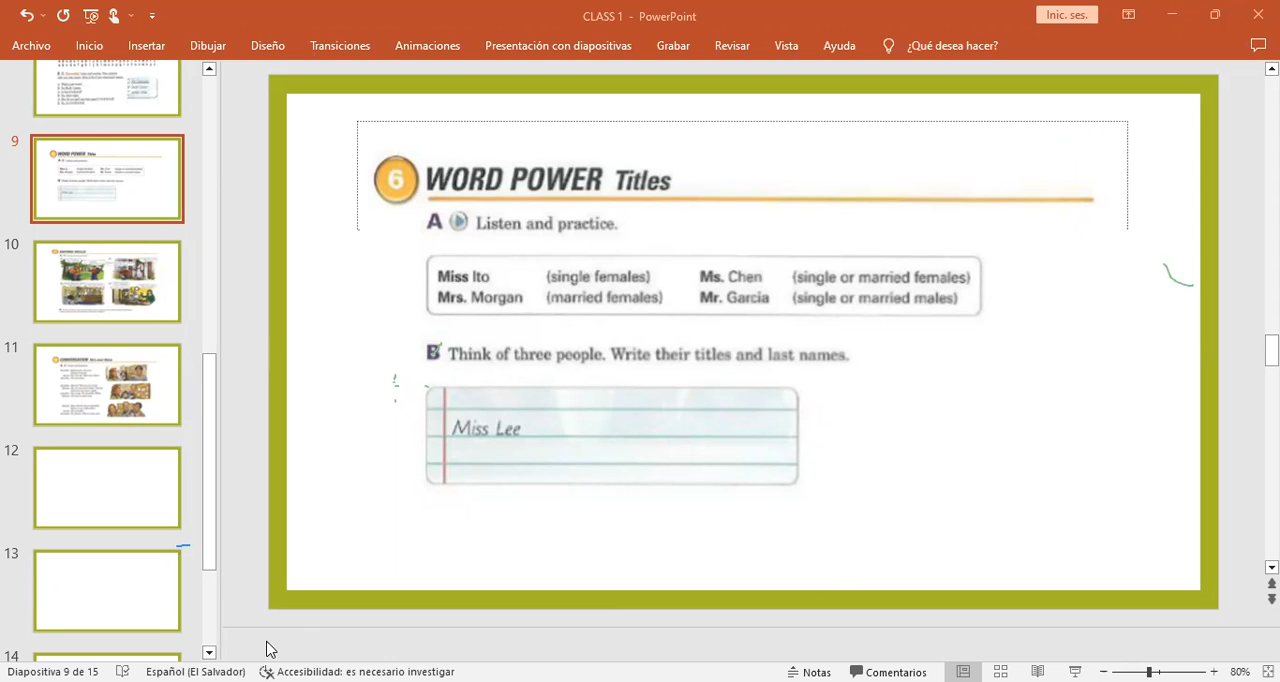 CLASS 1 - PowerPoint
Inic. ses.
Archivo Inicio Insertar Dibujar Diseño Transiciones Animaciones Presentación con diapositivas Grabar Revisar Vista Ayuda ¿Qué desea hacer?
9
10
11
12
13
14
6 WORD POWER Titles
A Listen and practice.
Miss Ito (single females) Ms. Chen (single or married females)
Mrs. Morgan (married females) Mr. Garcia (single or married males)
B Think of three people. Write their titles and last names.
Miss Lee
Diapositiva 9 de 15 Español (El Salvador) Accesibilidad: es necesario investigar Notas Comentarios 80%